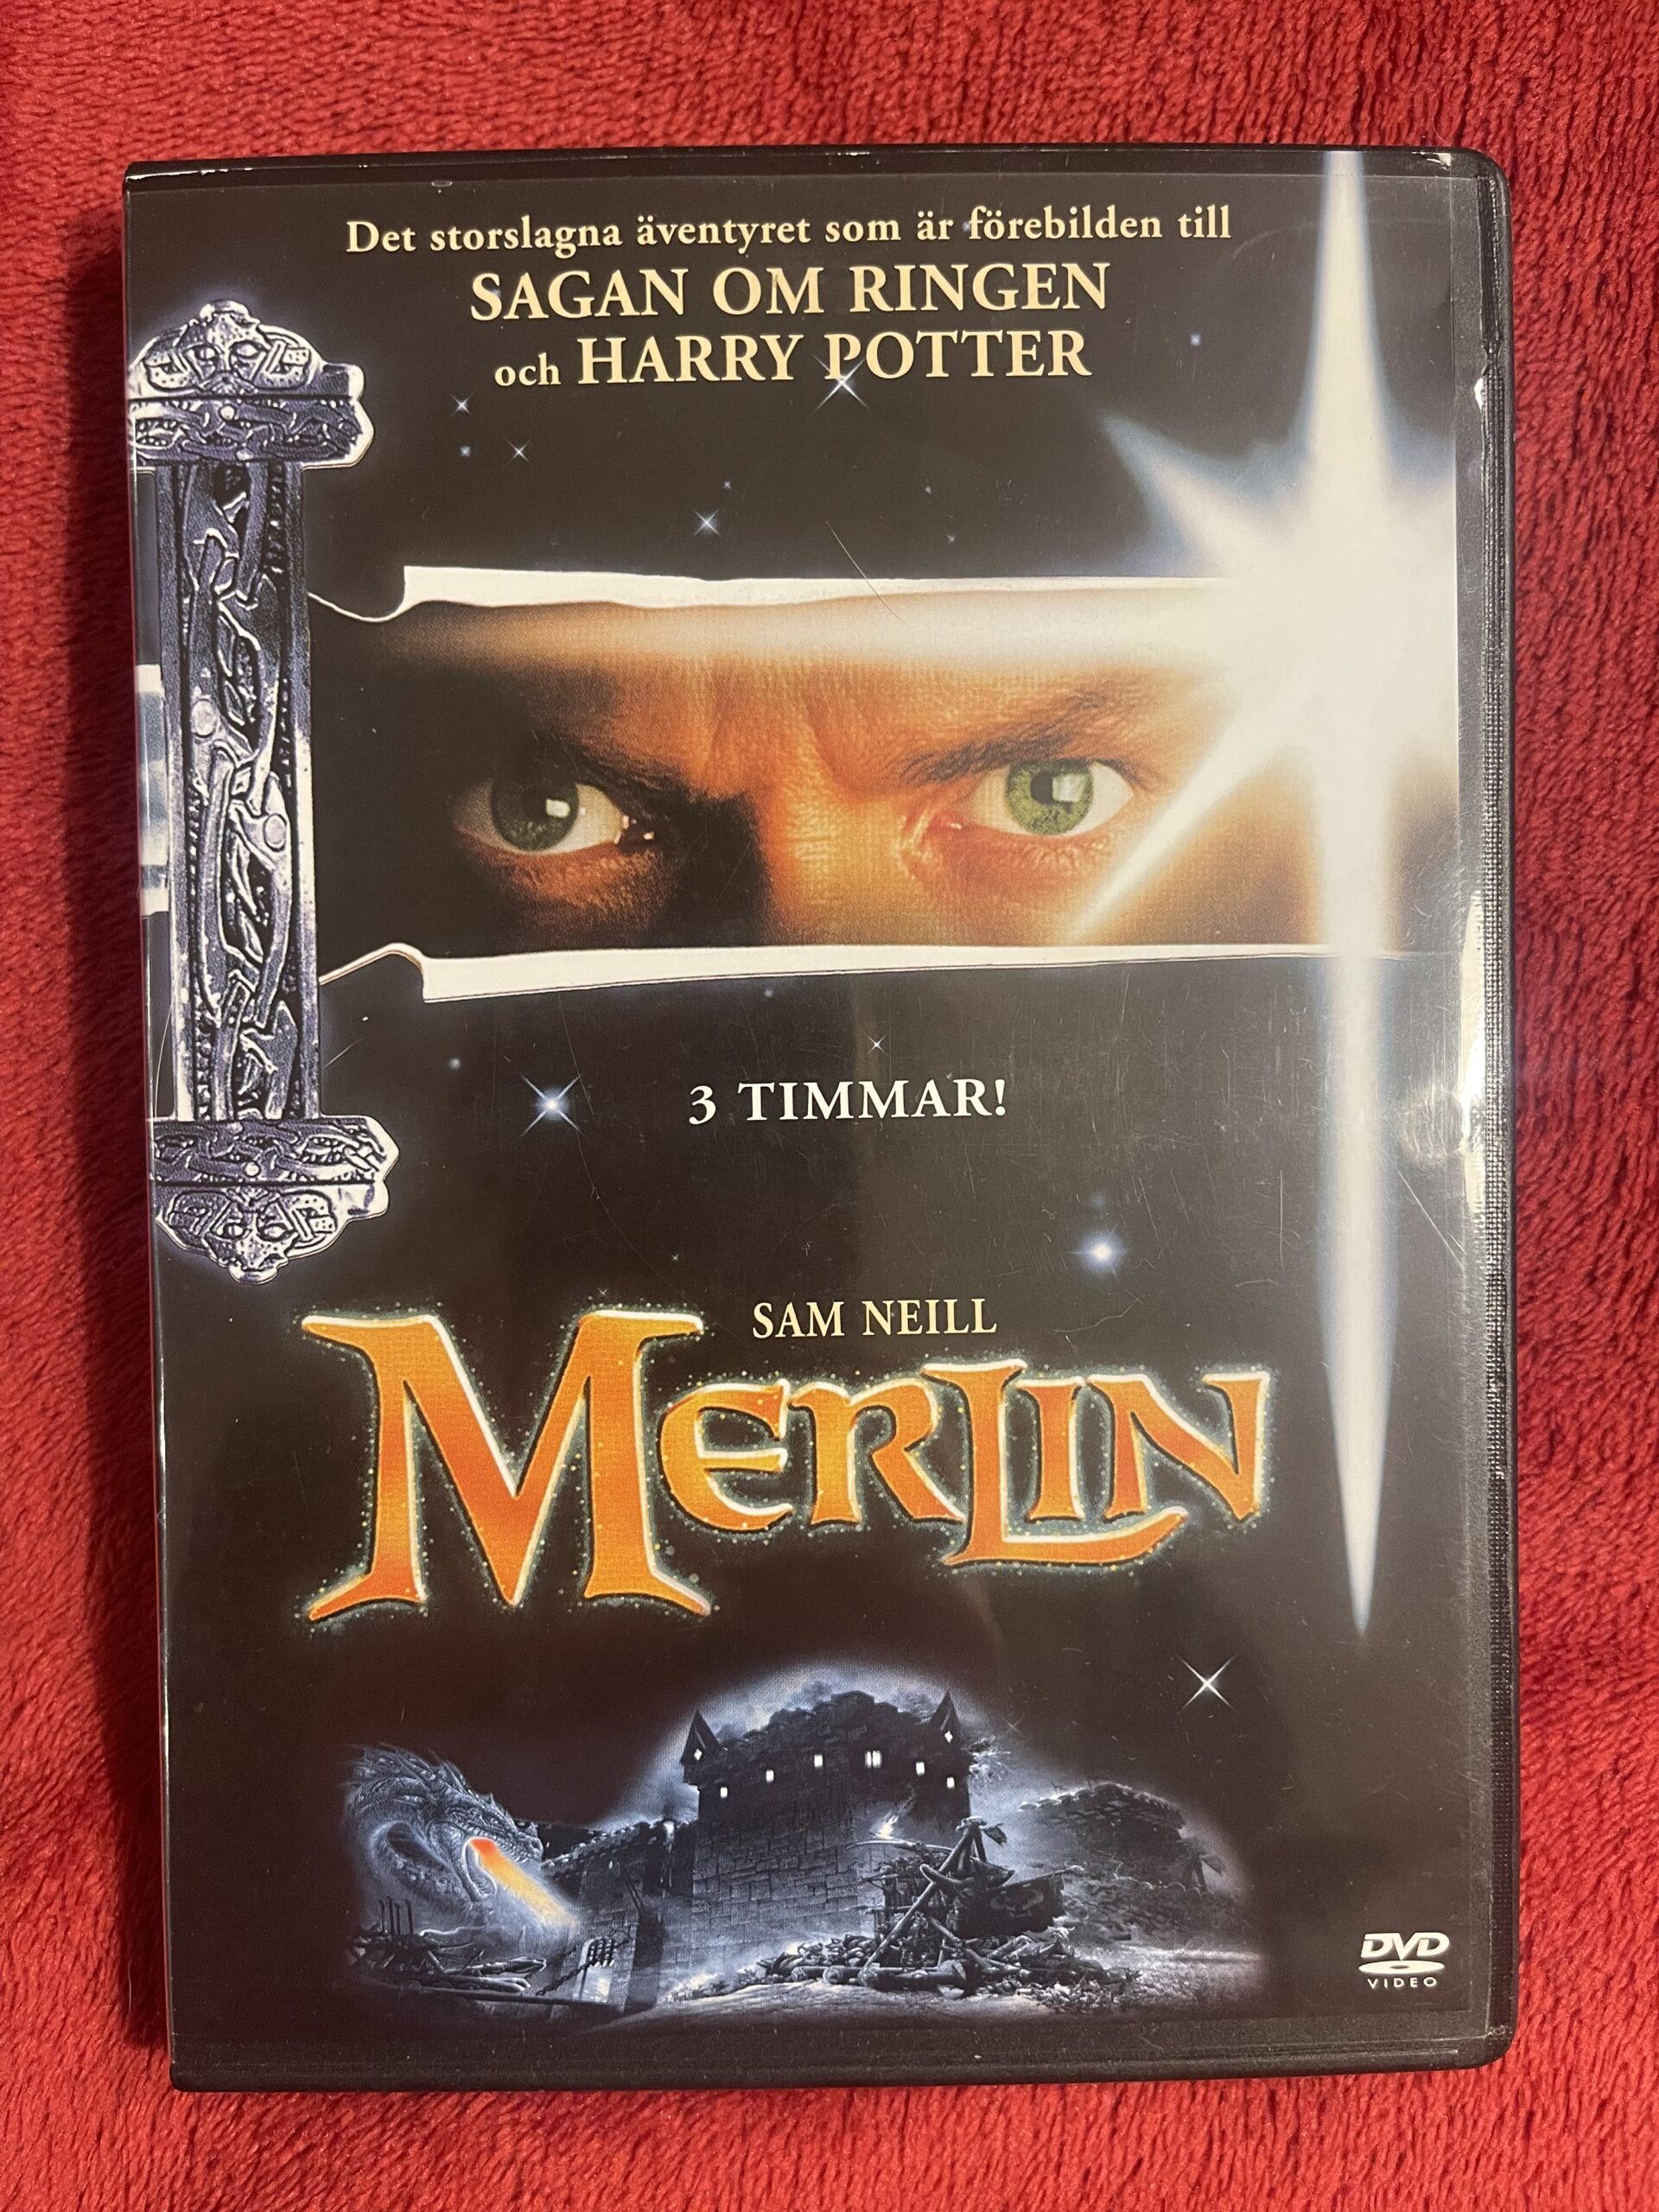 Det storslagna äventyret som är förebilden till
SAGAN OM RINGEN
och HARRY POTTER
3 TIMMAR!
SAM NEILL
MERLIN
DVD
VIDEO